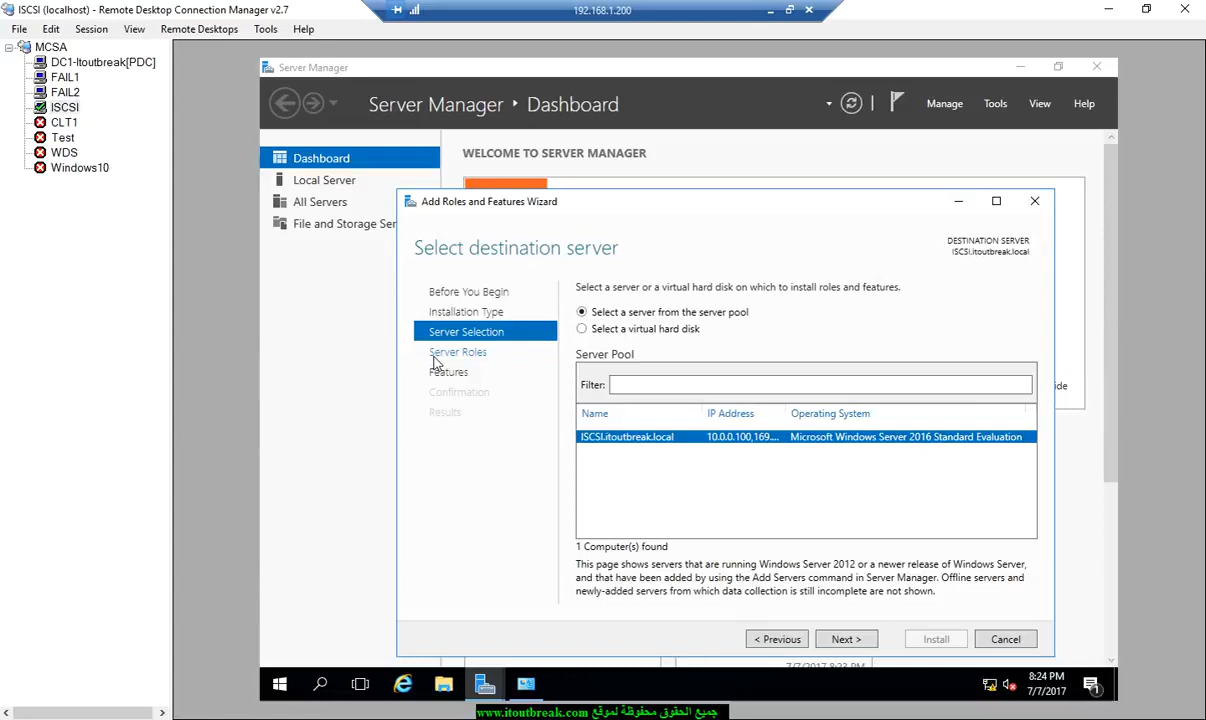 ISCSI (localhost) - Remote Desktop Connection Manager v2.7
192.168.1.200
File Edit Session View Remote Desktops Tools Help
MCSA
DC1-Itoutbreak[PDC]
FAIL1
FAIL2
ISCSI
CLT1
Test
WDS
Windows10
Server Manager
Server Manager • Dashboard
Manage Tools View Help
Dashboard
Local Server
All Servers
File and Storage Ser
WELCOME TO SERVER MANAGER
Add Roles and Features Wizard
Select destination server
DESTINATION SERVER
ISCSI.itoutbreak.local
Before You Begin
Installation Type
Server Selection
Server Roles
Features
Confirmation
Results
Select a server or a virtual hard disk on which to install roles and features.
Select a server from the server pool
Select a virtual hard disk
Server Pool
Filter:
Name IP Address Operating System
ISCSI.itoutbreak.local 10.0.0.100,169.... Microsoft Windows Server 2016 Standard Evaluation
1 Computer(s) found
This page shows servers that are running Windows Server 2012 or a newer release of Windows Server,
and that have been added by using the Add Servers command in Server Manager. Offline servers and
newly-added servers from which data collection is still incomplete are not shown.
< Previous Next > Install Cancel
ide
7/7/2017 8:23 PM
8:24 PM
7/7/2017
1
جميع الحقوق محفوظة لموقع www.itoutbreak.com